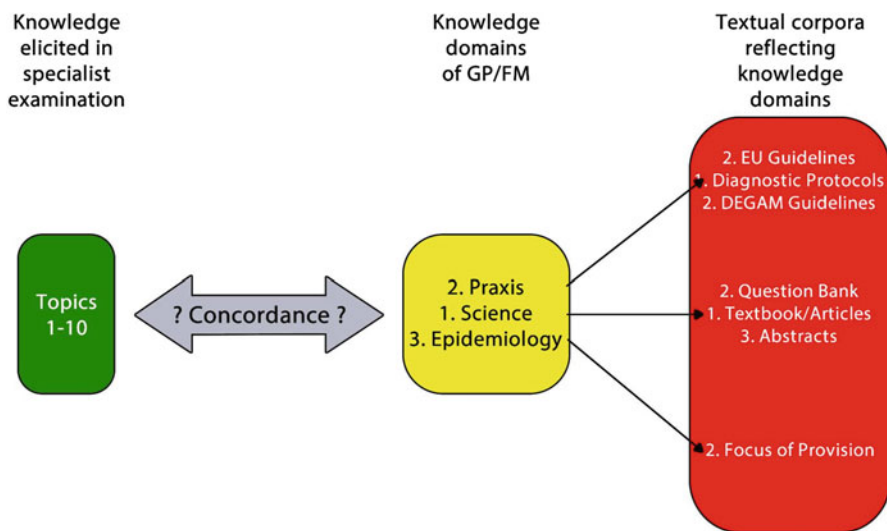 Knowledge
elicited in
specialist
examination
Knowledge
domains
of GP/FM
Textual corpora
reflecting
knowledge
domains
Topics
1-10
? Concordance ?
2. Praxis
1. Science
3. Epidemiology
2. EU Guidelines
1. Diagnostic Protocols
2. DEGAM Guidelines
2. Question Bank
1. Textbook/Articles
3. Abstracts
2. Focus of Provision